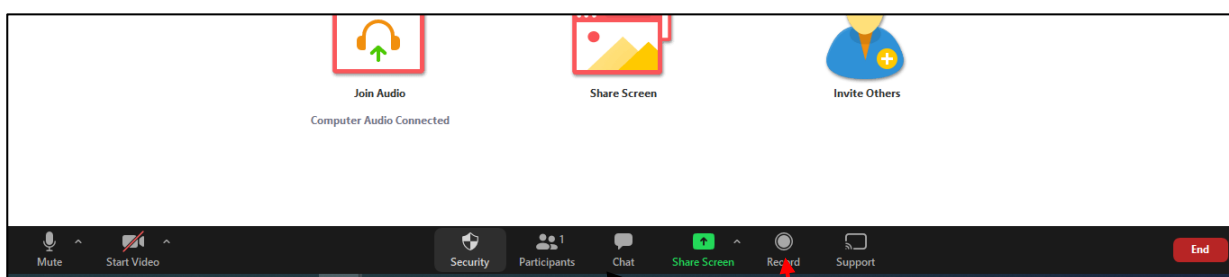 Join Audio
Share Screen
Invite Others
Computer Audio Connected
1
Mute
Start Video
Security
Participants
Chat
Share Screen
Record
Support
End